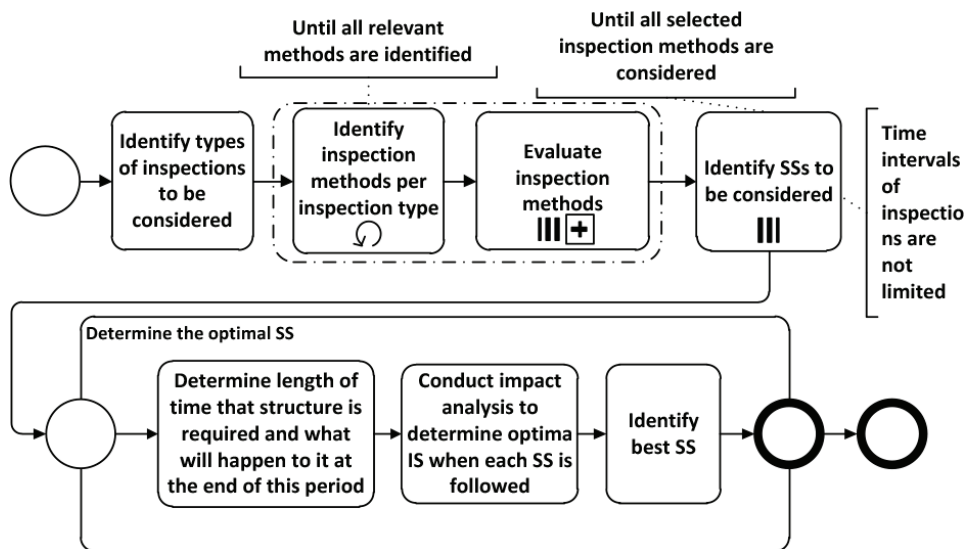 Until all relevant
methods are identified
Until all selected
inspection methods are
considered
Identify types
of inspections
to be
considered
Identify
inspection
methods per
inspection type
Evaluate
inspection
methods
Identify SSs to
be considered
Time
intervals
of
inspectio
ns are
not
limited
Determine the optimal SS
Determine length of
time that structure is
required and what
will happen to it at
the end of this period
Conduct impact
analysis to
determine optima
IS when each SS is
followed
Identify
best SS